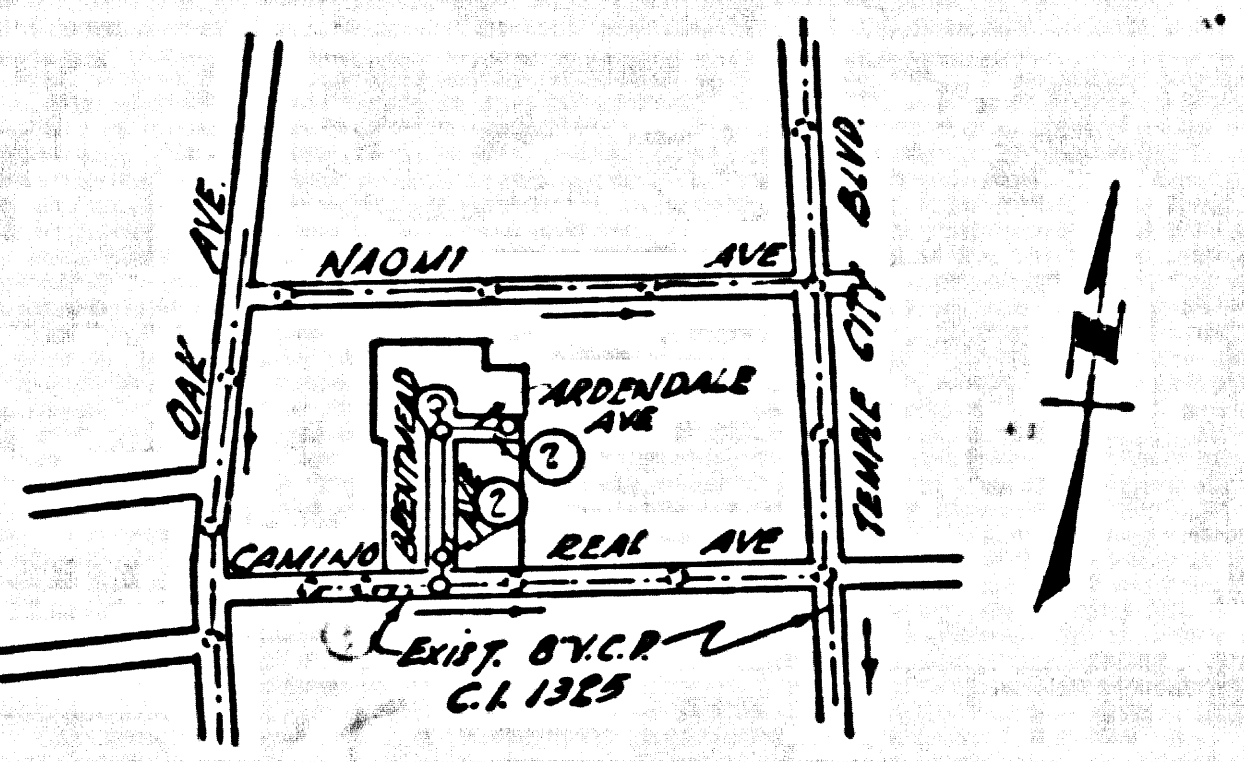 OAK AVE.
NAOMI AVE
TEMPLE CITY BLVD.
N
ARDENDALE
AVE
2
2
CAMINO REAL AVE
EXIST. 8" V.C.P.
C.I. 1325